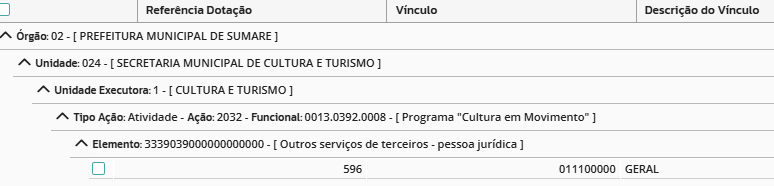 Referência Dotação Vínculo Descrição do Vínculo
Órgão: 02 - [ PREFEITURA MUNICIPAL DE SUMARE ]
Unidade: 024 - [ SECRETARIA MUNICIPAL DE CULTURA E TURISMO ]
Unidade Executora: 1 - [ CULTURA E TURISMO ]
Tipo Ação: Atividade - Ação: 2032 - Funcional: 0013.0392.0008 - [ Programa "Cultura em Movimento" ]
Elemento: 3339039000000000000 - [ Outros serviços de terceiros - pessoa jurídica ]
596 011100000 GERAL